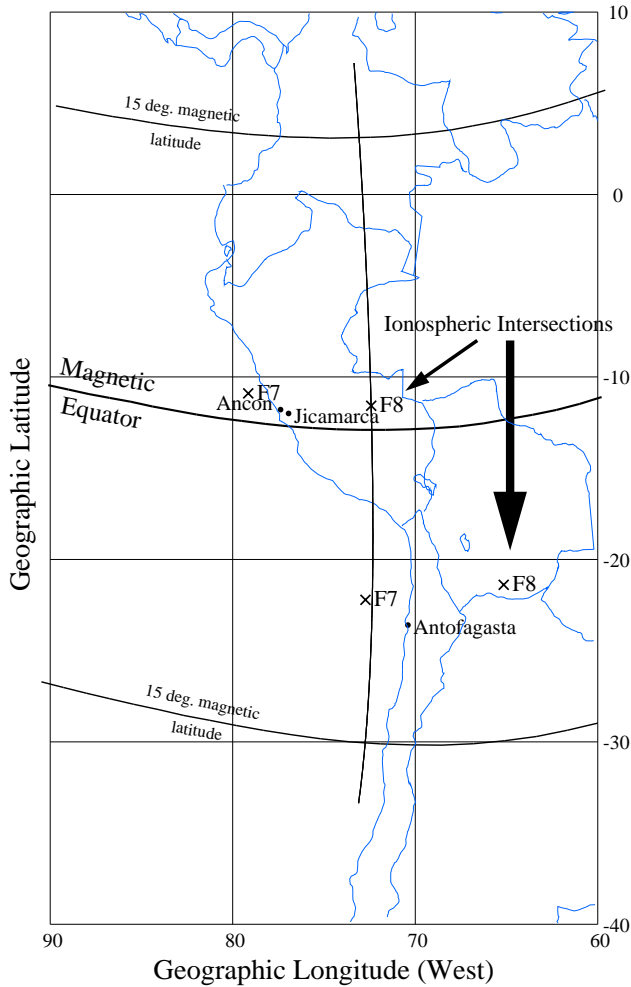 10
15 deg. magnetic
latitude
0
Ionospheric Intersections
Magnetic
Equator
-10
F7
Ancon
Jicamarca
F8
-20
F7
F8
Antofagasta
15 deg. magnetic
latitude
-30
-40
90
80
70
60
Geographic Latitude
Geographic Longitude (West)